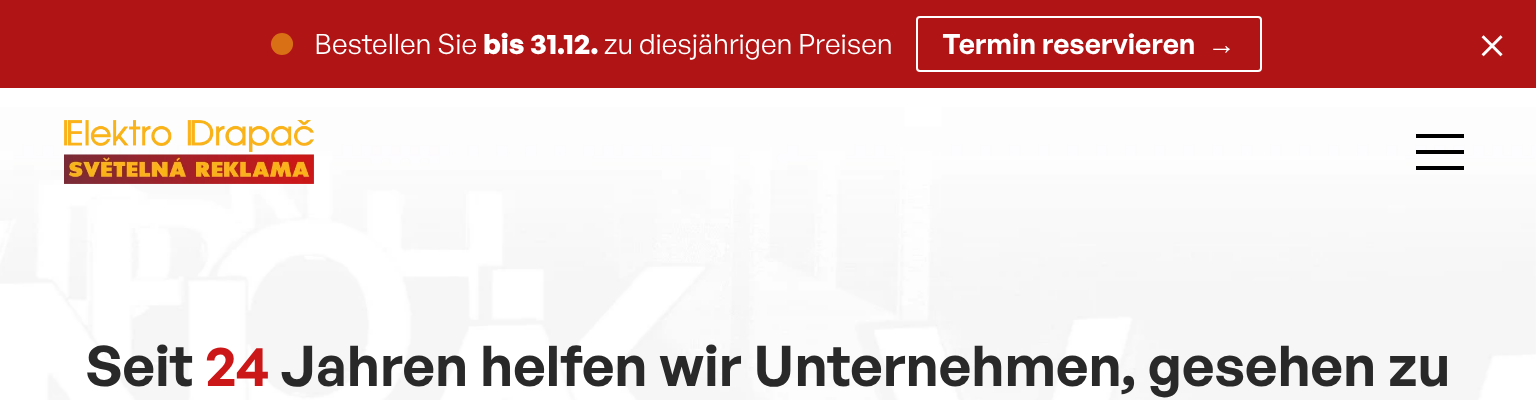 Bestellen Sie bis 31.12. zu diesjährigen Preisen
Termin reservieren →
Elektro Drapač
SVĚTELNÁ REKLAMA
Seit 24 Jahren helfen wir Unternehmen, gesehen zu